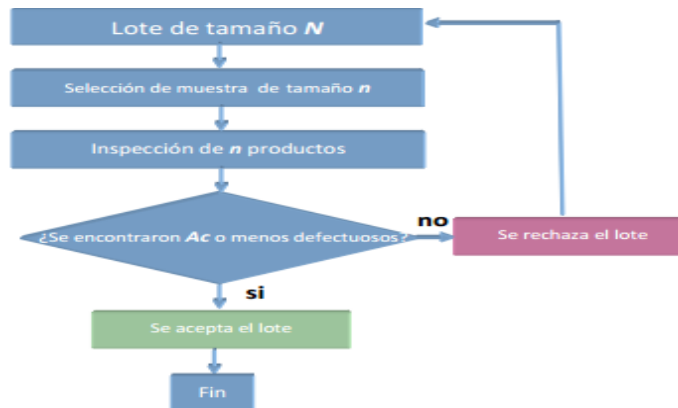 Lote de tamaño N
Selección de muestra de tamaño n
Inspección de n productos
¿Se encontraron Ac o menos defectuosos?
no
Se rechaza el lote
si
Se acepta el lote
Fin